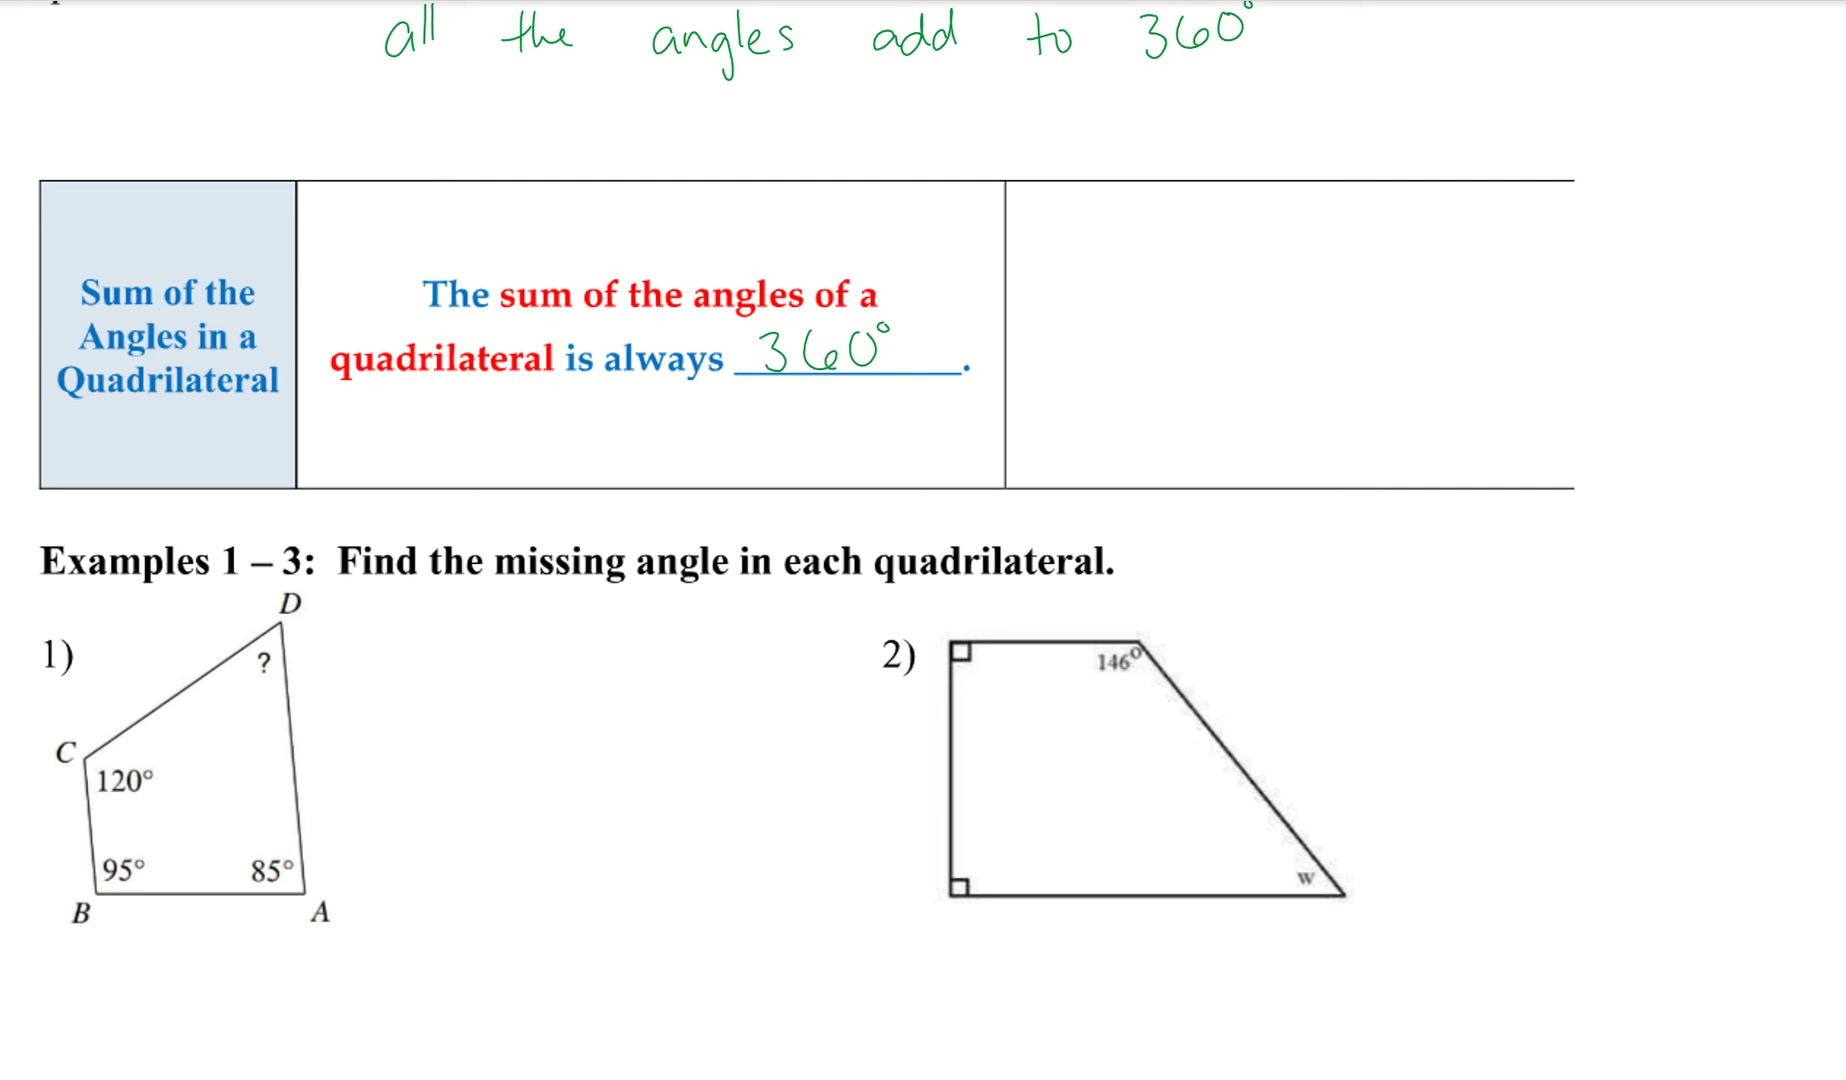 all the angles add to 360°
Sum of the
Angles in a
Quadrilateral
The sum of the angles of a
quadrilateral is always 360°.
Examples 1 – 3: Find the missing angle in each quadrilateral.
1)
D
?
C
120°
95°
85°
B
A
2)
146°
w